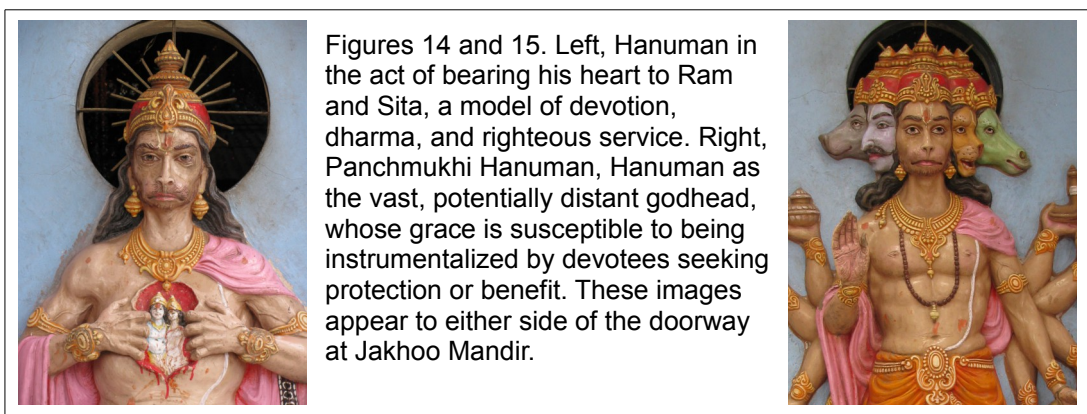 Figures 14 and 15. Left, Hanuman in
the act of bearing his heart to Ram
and Sita, a model of devotion,
dharma, and righteous service. Right,
Panchmukhi Hanuman, Hanuman as
the vast, potentially distant godhead,
whose grace is susceptible to being
instrumentalized by devotees seeking
protection or benefit. These images
appear to either side of the doorway
at Jakhoo Mandir.